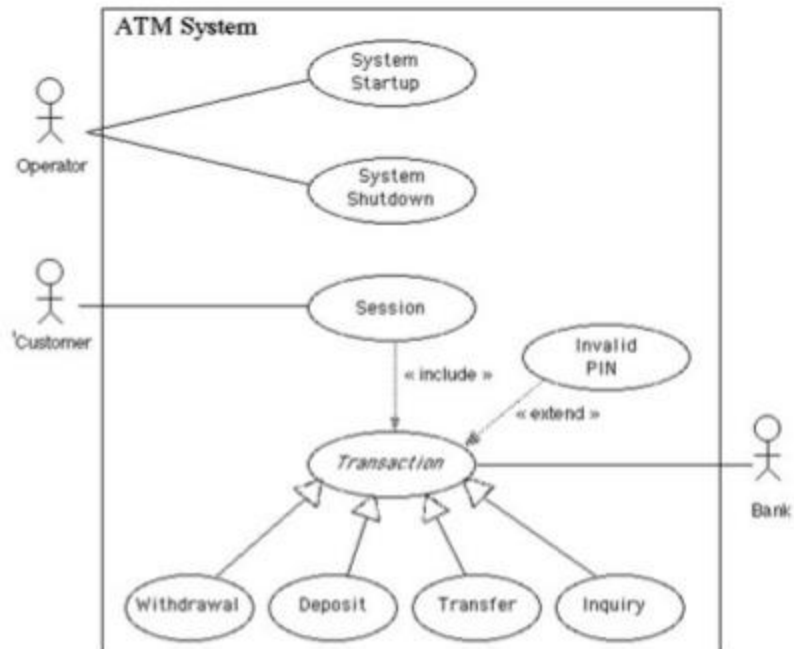 ATM System
System
Startup
Operator
System
Shutdown
Session
'Customer
Invalid
PIN
« include »
« extend »
Transaction
Bank
Withdrawal
Deposit
Transfer
Inquiry